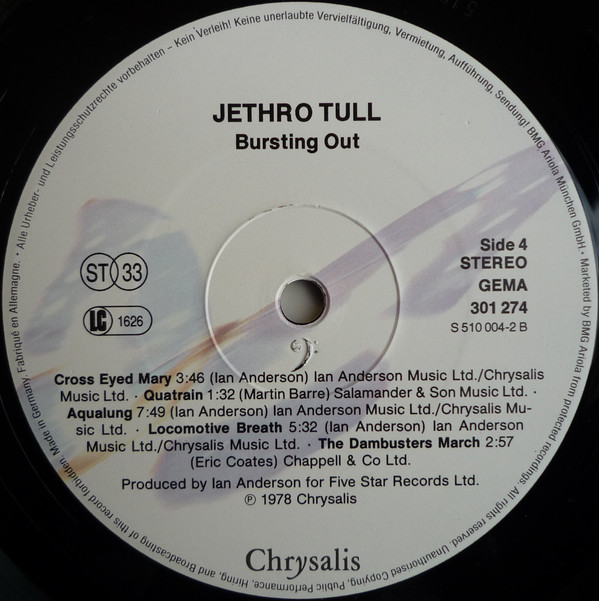 JETHRO TULL
Bursting Out
Side 4
STEREO
GEMA
301 274
S 510 004-2 B
ST 33
LC 1626
Cross Eyed Mary 3:46 (Ian Anderson) Ian Anderson Music Ltd./Chrysalis
Music Ltd. · Quatrain 1:32 (Martin Barre) Salamander & Son Music Ltd. ·
Aqualung 7:49 (Ian Anderson) Ian Anderson Music Ltd./Chrysalis Mu-
sic Ltd. · Locomotive Breath 5:32 (Ian Anderson) Ian Anderson
Music Ltd./Chrysalis Music Ltd. · The Dambusters March 2:57
(Eric Coates) Chappell & Co Ltd.
Produced by Ian Anderson for Five Star Records Ltd.
℗ 1978 Chrysalis
Chrysalis
Made in Germany. Fabriqué en Allemagne. • Alle Urheber- und Leistungsschutzrechte vorbehalten – Kein Verleih! Keine unerlaubte Vervielfältigung, Vermietung, Aufführung, Sendung! BMG Ariola München GmbH • Marketed by BMG Ariola from protected recordings. All rights reserved. Unauthorised Copying, Public Performance, Hiring, and Broadcasting of this record forbidden.